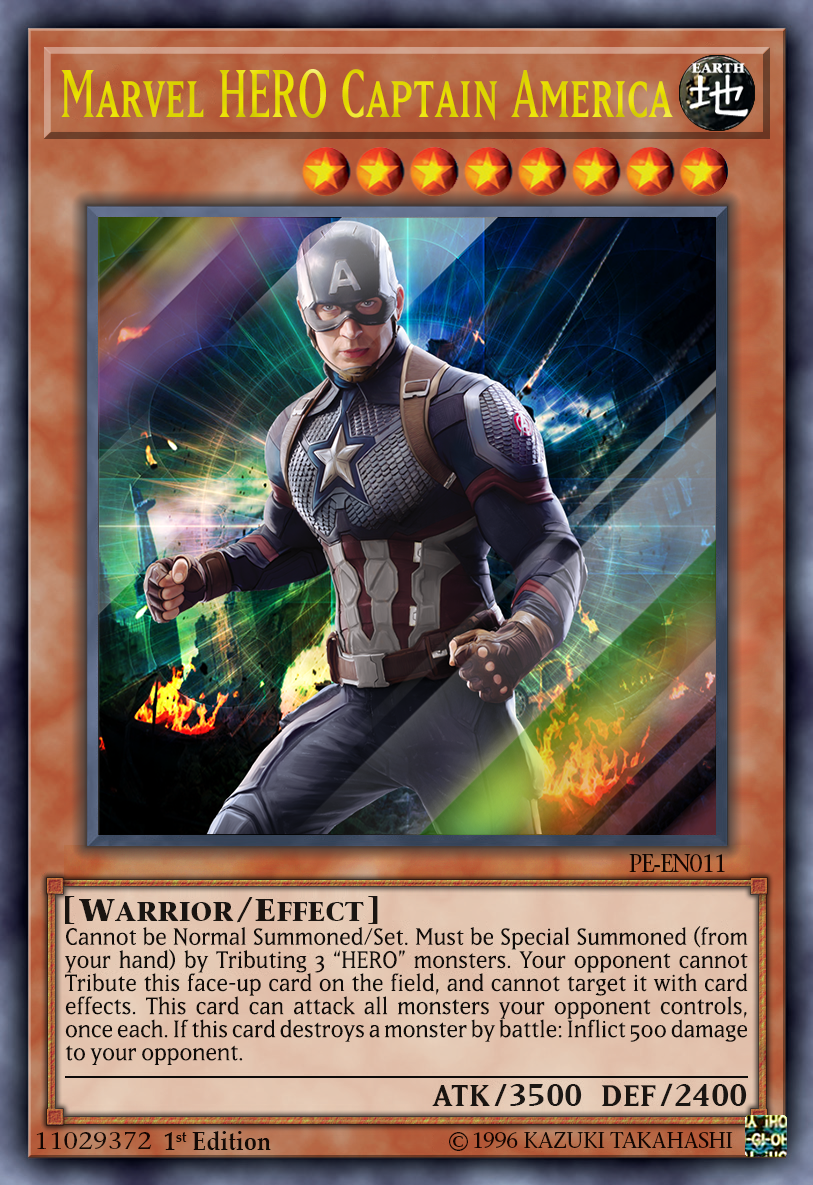 Marvel HERO Captain America
EARTH
地
A
PE-EN011
[Warrior/Effect]
Cannot be Normal Summoned/Set. Must be Special Summoned (from
your hand) by Tributing 3 “HERO” monsters. Your opponent cannot
Tribute this face-up card on the field, and cannot target it with card
effects. This card can attack all monsters your opponent controls,
once each. If this card destroys a monster by battle: Inflict 500 damage
to your opponent.
ATK/3500 DEF/2400
11029372 1st Edition
© 1996 KAZUKI TAKAHASHI